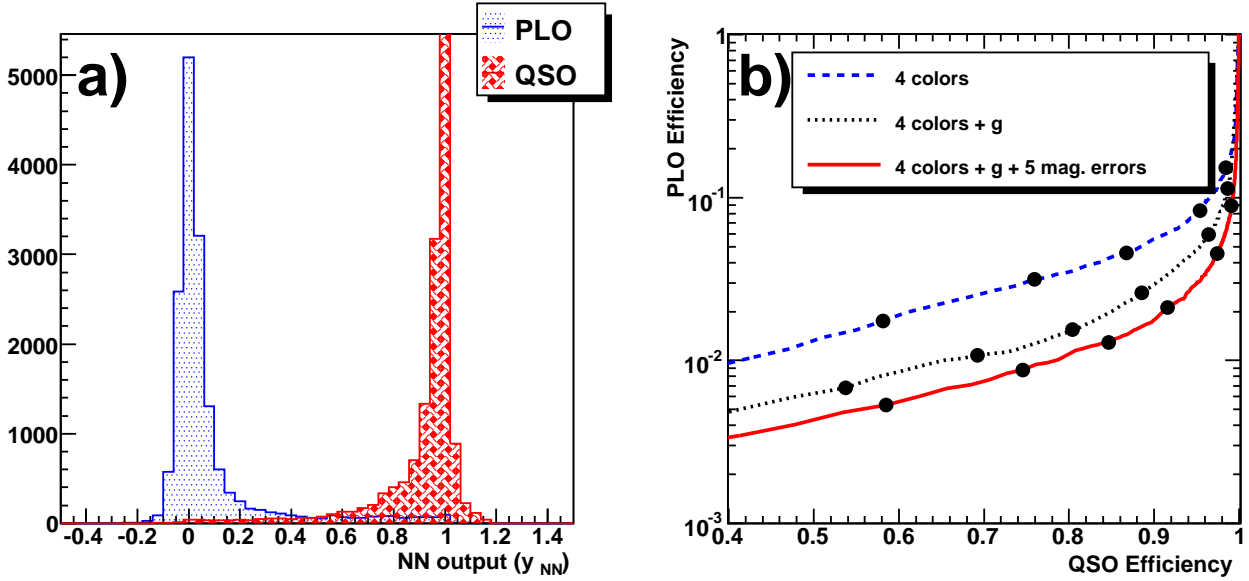 a)
PLO
QSO
5000
4000
3000
2000
1000
0
-0.4 -0.2 0 0.2 0.4 0.6 0.8 1.0 1.2 1.4
NN output (y NN)
b)
4 colors
4 colors + g
4 colors + g + 5 mag. errors
PLO Efficiency
1
10-1
10-2
10-3
0.4 0.5 0.6 0.7 0.8 0.9 1
QSO Efficiency